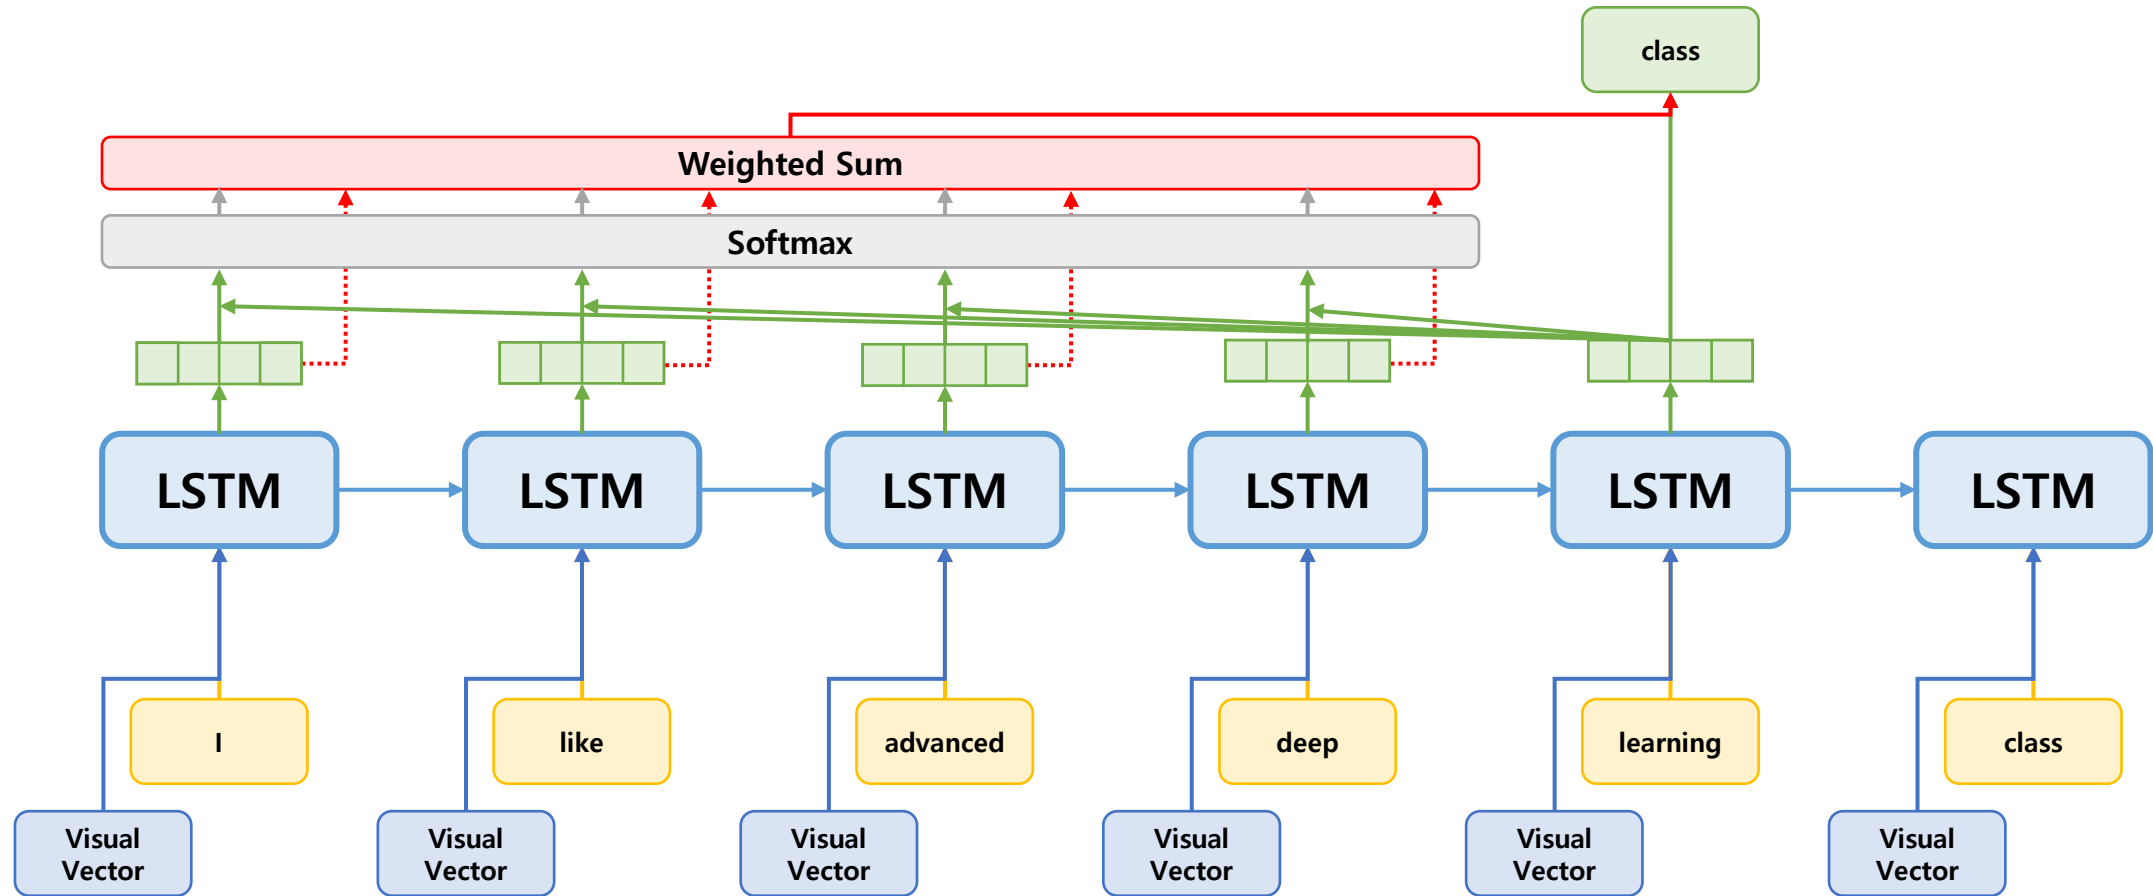 class
Weighted Sum
Softmax
LSTM LSTM LSTM LSTM LSTM LSTM
I like advanced deep learning class
Visual Visual Visual Visual Visual Visual
Vector Vector Vector Vector Vector Vector